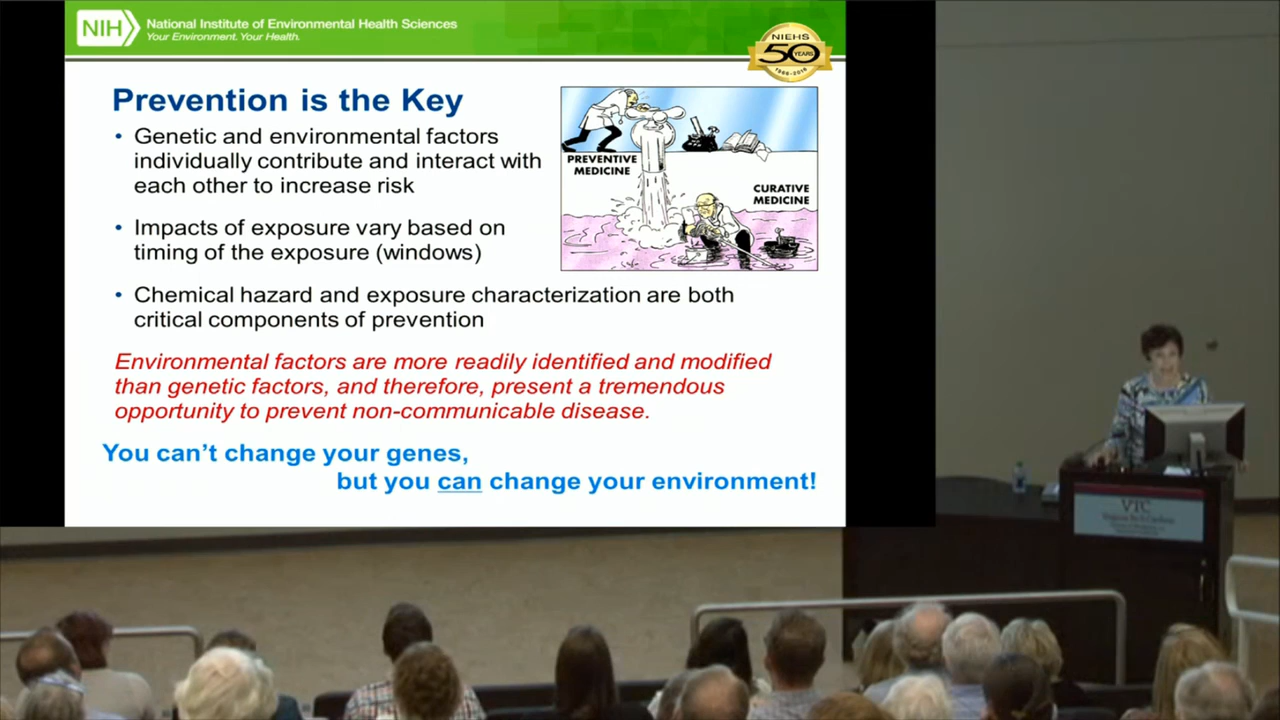 NIH
National Institute of Environmental Health Sciences
Your Environment. Your Health.
NIEHS
50
YEARS
1966-2016
Prevention is the Key
• Genetic and environmental factors
individually contribute and interact with
each other to increase risk
• Impacts of exposure vary based on
timing of the exposure (windows)
• Chemical hazard and exposure characterization are both
critical components of prevention
PREVENTIVE
MEDICINE
CURATIVE
MEDICINE
Environmental factors are more readily identified and modified
than genetic factors, and therefore, present a tremendous
opportunity to prevent non-communicable disease.
You can't change your genes,
but you can change your environment!
VTC